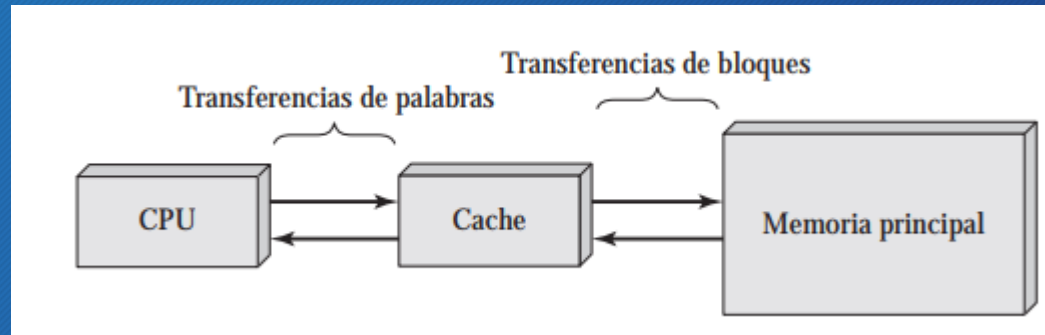 Transferencias de bloques
Transferencias de palabras
CPU
Cache
Memoria principal